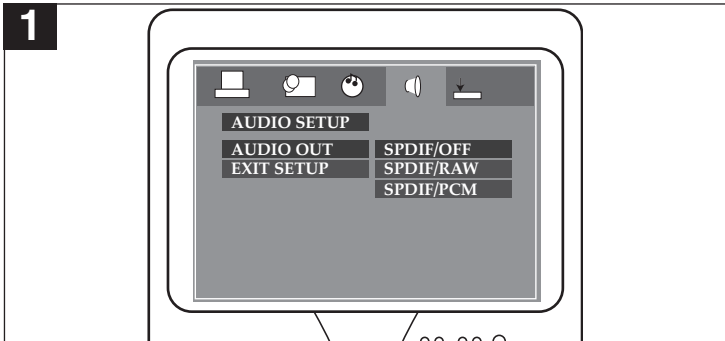 1
AUDIO SETUP
AUDIO OUT SPDIF/OFF
EXIT SETUP SPDIF/RAW
SPDIF/PCM